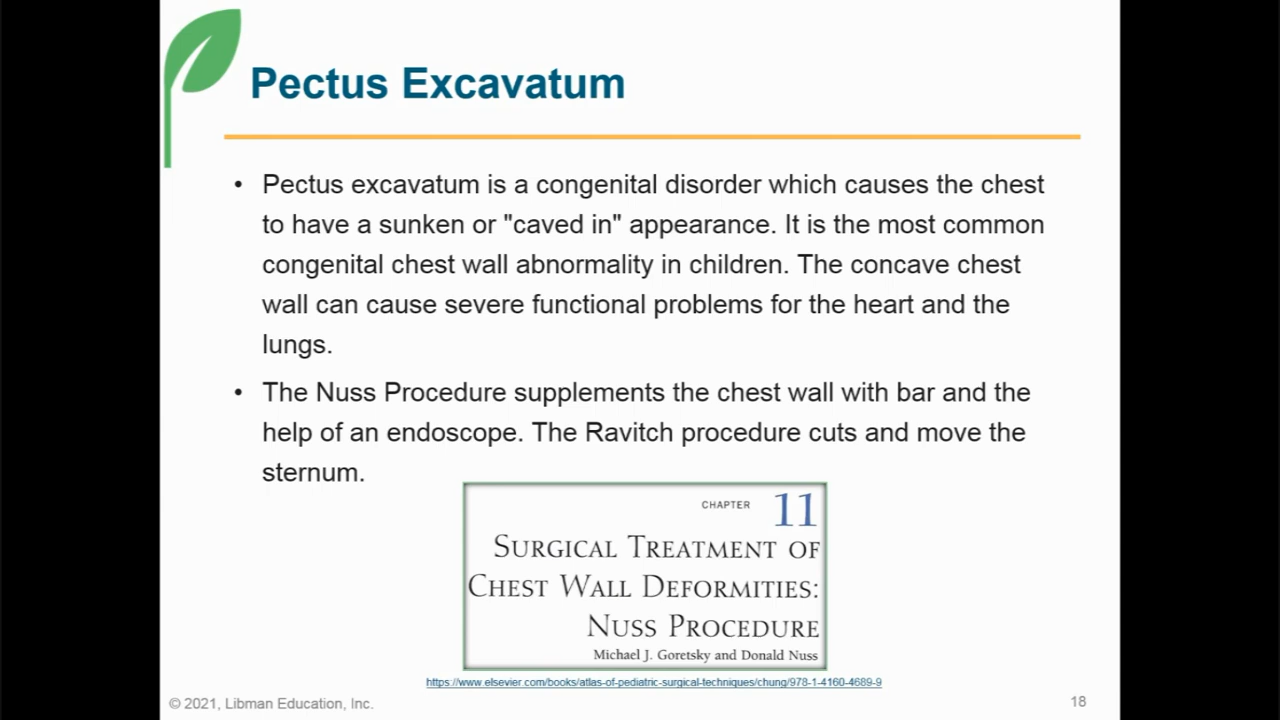 Pectus Excavatum
• Pectus excavatum is a congenital disorder which causes the chest
to have a sunken or "caved in" appearance. It is the most common
congenital chest wall abnormality in children. The concave chest
wall can cause severe functional problems for the heart and the
lungs.
• The Nuss Procedure supplements the chest wall with bar and the
help of an endoscope. The Ravitch procedure cuts and move the
sternum.
CHAPTER 11
SURGICAL TREATMENT OF
CHEST WALL DEFORMITIES:
NUSS PROCEDURE
Michael J. Goretsky and Donald Nuss
https://www.elsevier.com/books/atlas-of-pediatric-surgical-techniques/chung/978-1-4160-4689-9
© 2021, Libman Education, Inc.
18